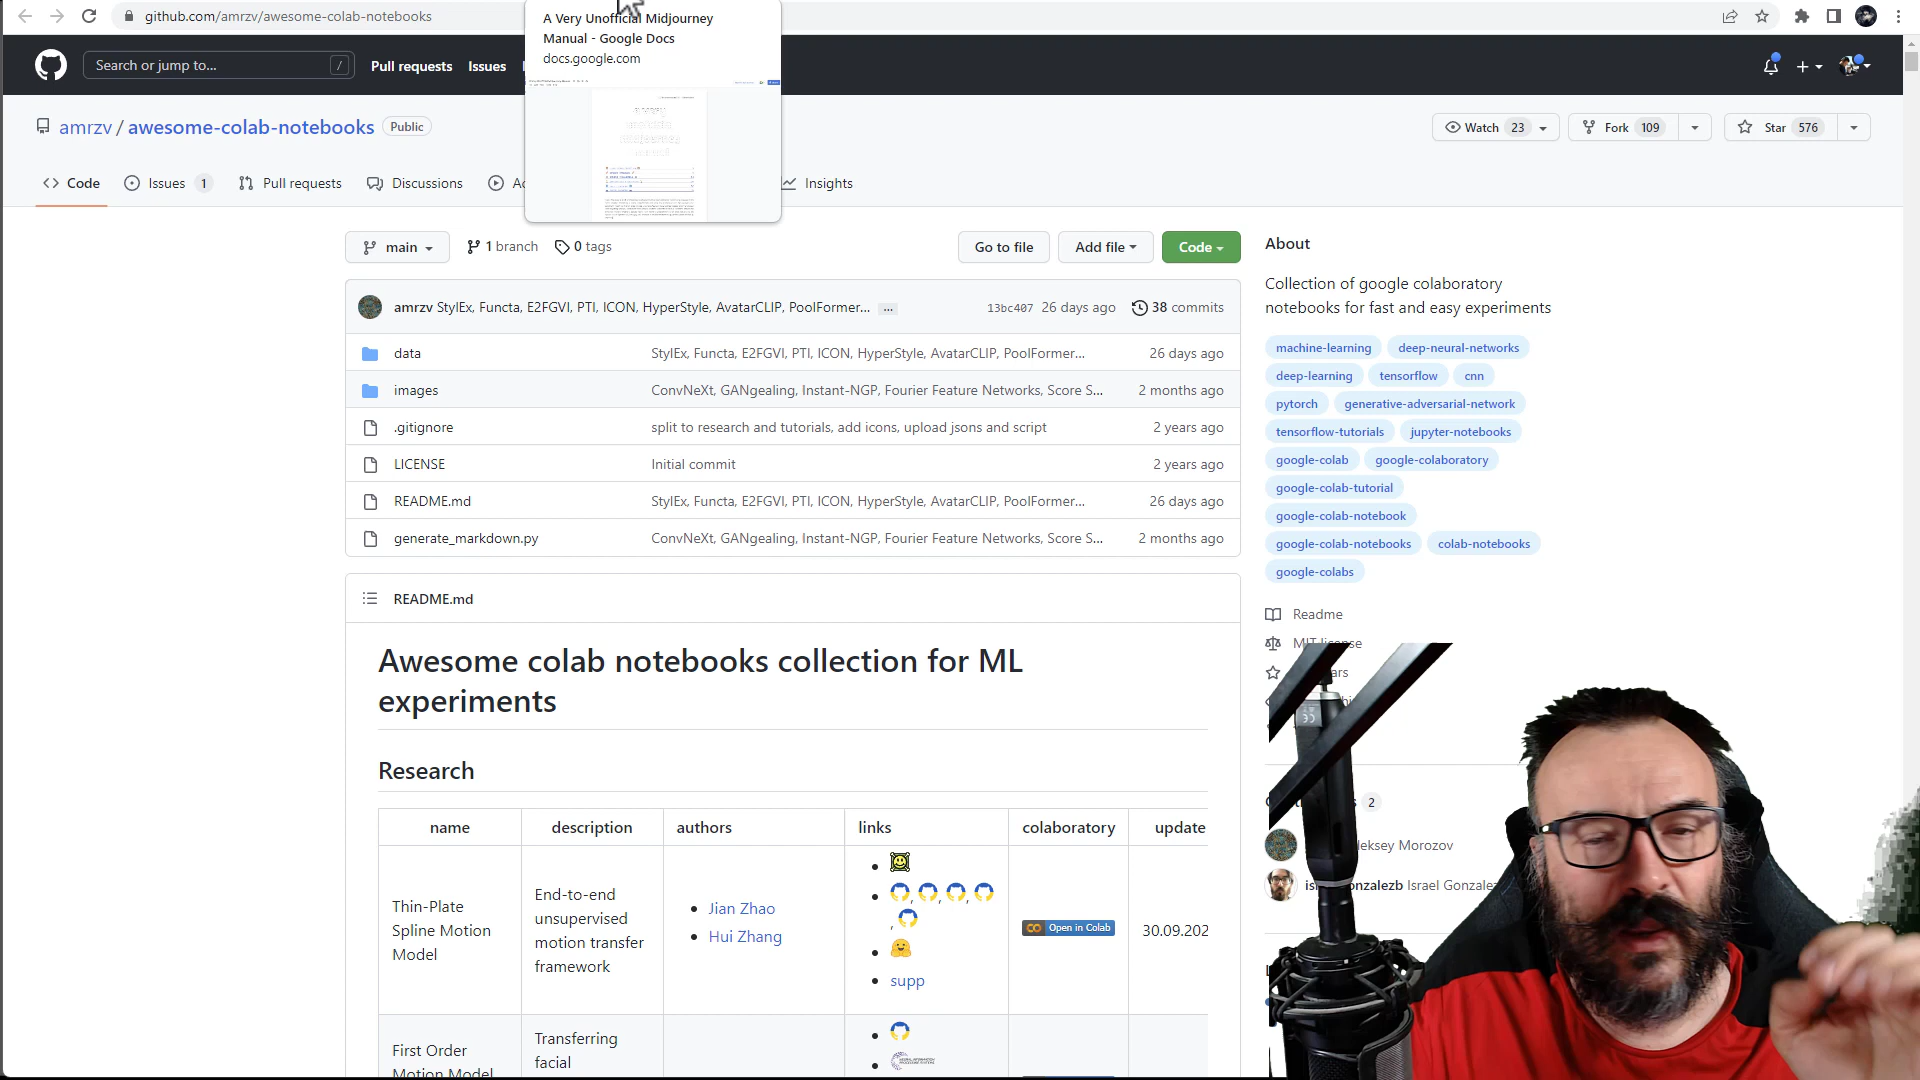 github.com/amrzv/awesome-colab-notebooks
A Very Unofficial Midjourney
Manual - Google Docs
docs.google.com
Search or jump to... /
Pull requests Issues
amrzv / awesome-colab-notebooks Public
Watch 23
Fork 109
Star 576
Code
Issues 1
Pull requests
Discussions
Insights
main
1 branch
0 tags
Go to file
Add file
Code
About
Collection of google colaboratory
notebooks for fast and easy experiments
machine-learning deep-neural-networks
deep-learning tensorflow cnn
pytorch generative-adversarial-network
tensorflow-tutorials jupyter-notebooks
google-colab google-colaboratory
google-colab-tutorial
google-colab-notebook
google-colab-notebooks colab-notebooks
google-colabs
Readme
MIT license
amrzv StylEx, Functa, E2FGVI, PTI, ICON, HyperStyle, AvatarCLIP, PoolFormer... ... 13bc407 26 days ago 38 commits
data StylEx, Functa, E2FGVI, PTI, ICON, HyperStyle, AvatarCLIP, PoolFormer... 26 days ago
images ConvNeXt, GANgealing, Instant-NGP, Fourier Feature Networks, Score S... 2 months ago
.gitignore split to research and tutorials, add icons, upload jsons and script 2 years ago
LICENSE Initial commit 2 years ago
README.md StylEx, Functa, E2FGVI, PTI, ICON, HyperStyle, AvatarCLIP, PoolFormer... 26 days ago
generate_markdown.py ConvNeXt, GANgealing, Instant-NGP, Fourier Feature Networks, Score S... 2 months ago
README.md
Awesome colab notebooks collection for ML
experiments
Research
name description authors links colaboratory update
Thin-Plate
Spline Motion
Model
End-to-end
unsupervised
motion transfer
framework
Jian Zhao
Hui Zhang
supp
Open in Colab
30.09.202
First Order
Motion Model
Transferring
facial
2
leksey Morozov
Israel Gonzale